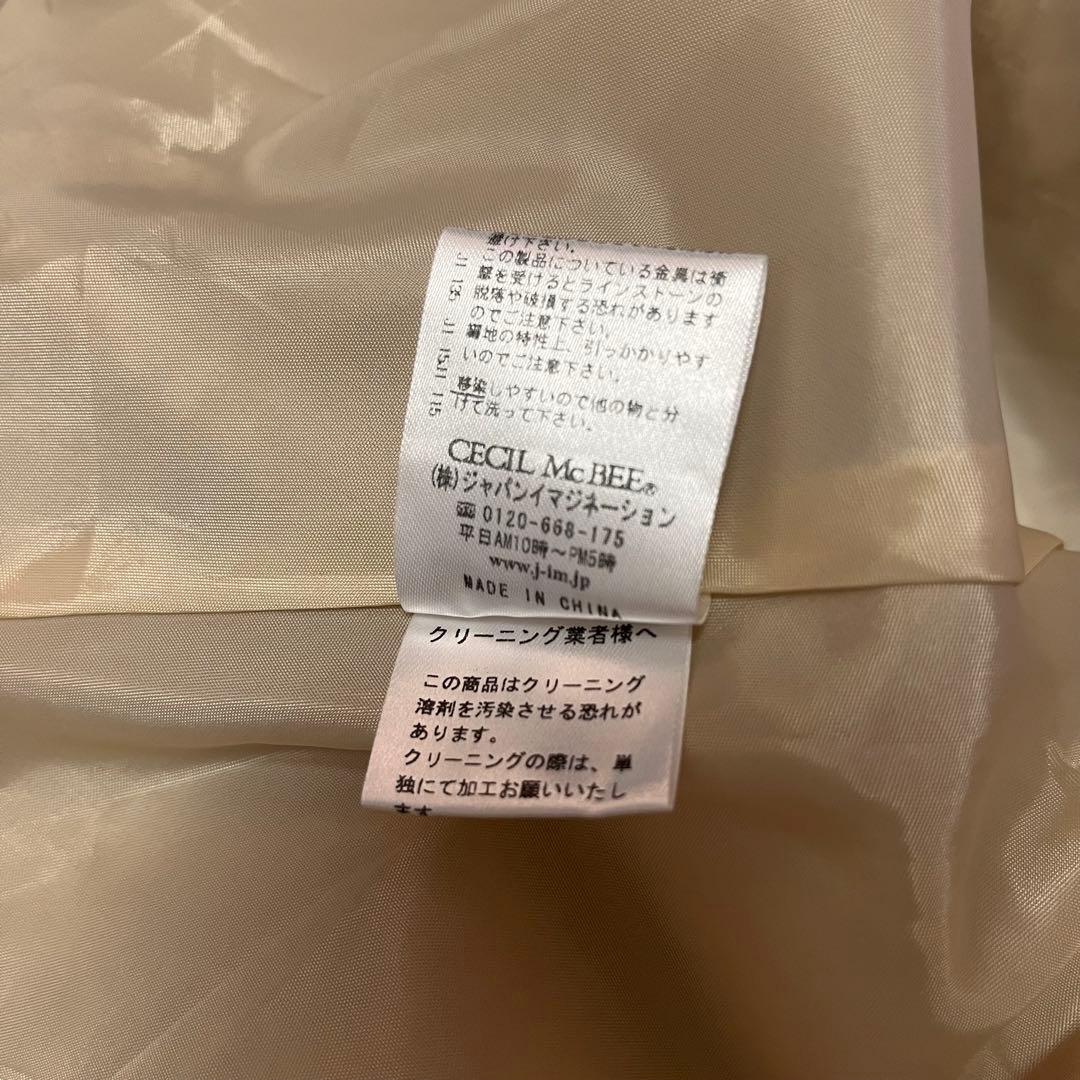 避け下さい。
この製品についている金具は衝
撃を受けるとラインストーンの
脱落や破損する恐れがあります
のでご注意下さい。
編地の特性上、引っかかりやす
いのでご注意下さい。
移染しやすいので他の物と分
けて洗って下さい。
CECIL McBEE®
(株)ジャパンイマジネーション
0120-668-175
平日AM10時～PM5時
www.j-im.jp
MADE IN CHINA
クリーニング業者様へ
この商品はクリーニング
溶剤を汚染させる恐れが
あります。
クリーニングの際は、単
独にて加工お願いいたし
ます